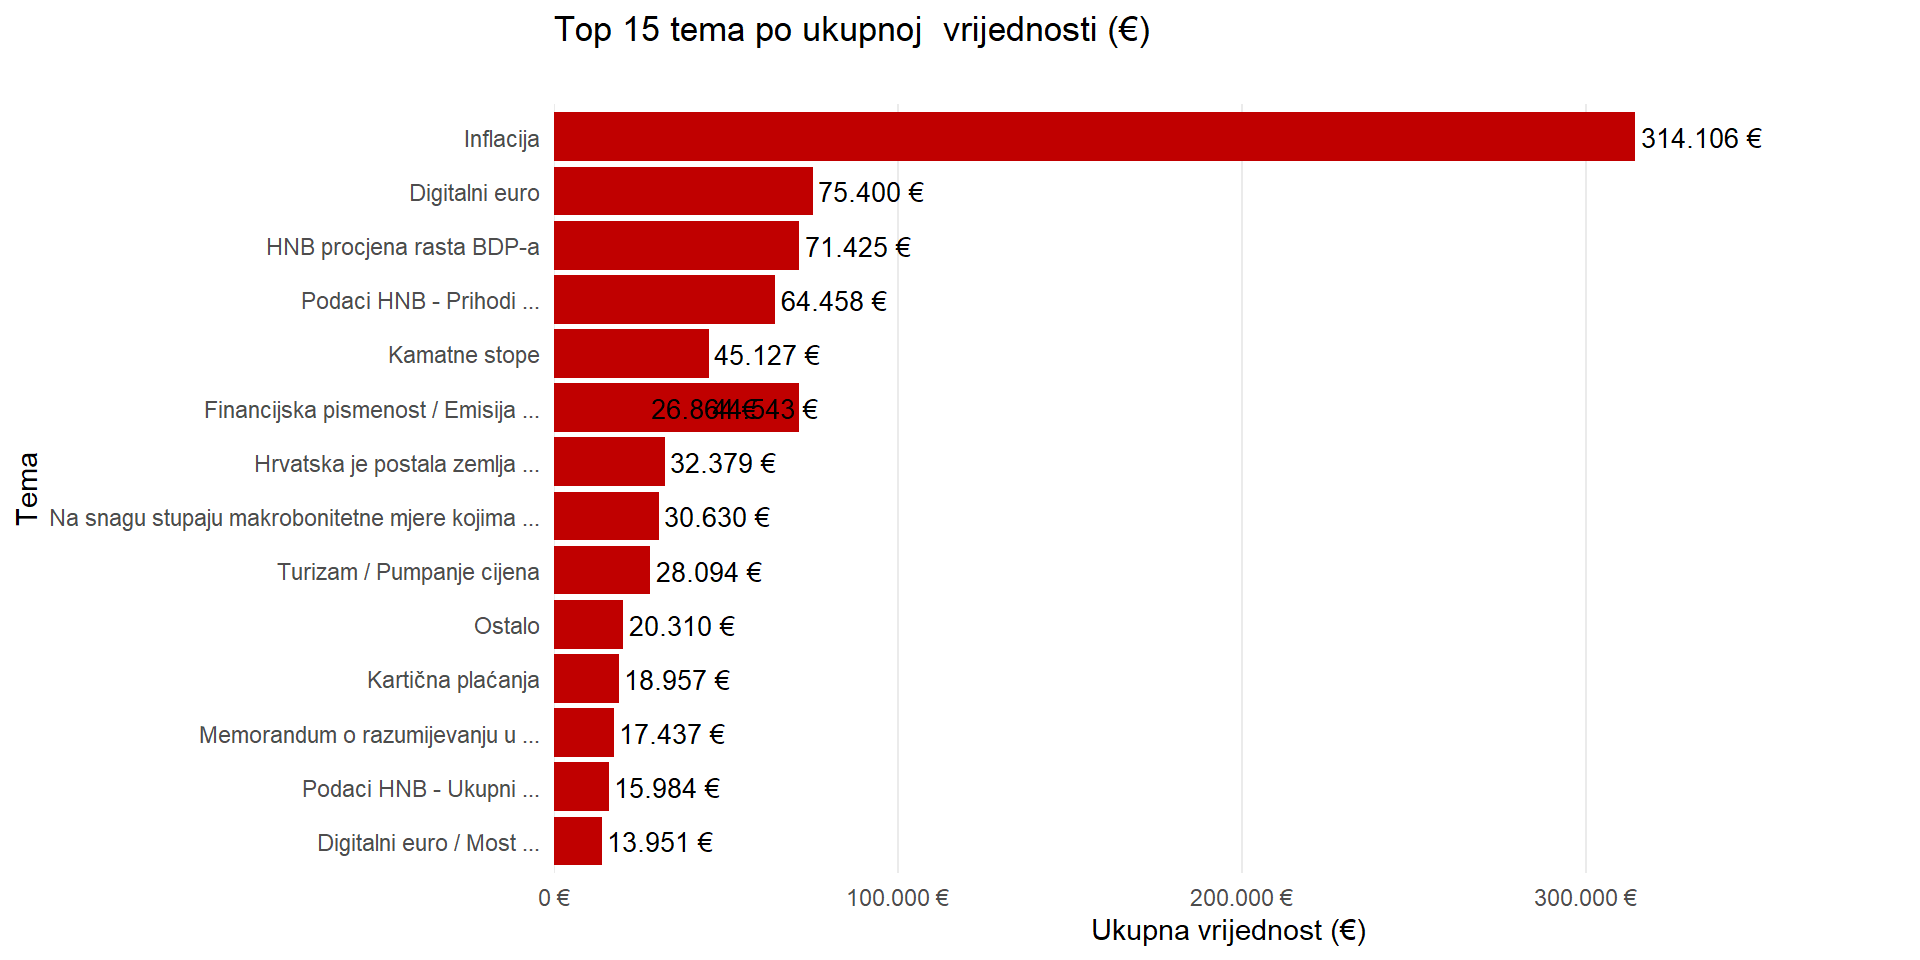 Top 15 tema po ukupnoj  vrijednosti (€)
Tema
Inflacija 314.106 €
Digitalni euro 75.400 €
HNB procjena rasta BDP-a 71.425 €
Podaci HNB - Prihodi ... 64.458 €
Kamatne stope 45.127 €
Financijska pismenost / Emisija ... 26.864 € 44.543 €
Hrvatska je postala zemlja ... 32.379 €
Na snagu stupaju makrobonitetne mjere kojima ... 30.630 €
Turizam / Pumpanje cijena 28.094 €
Ostalo 20.310 €
Kartična plaćanja 18.957 €
Memorandum o razumijevanju u ... 17.437 €
Podaci HNB - Ukupni ... 15.984 €
Digitalni euro / Most ... 13.951 €
0 € 100.000 € 200.000 € 300.000 €
Ukupna vrijednost (€)